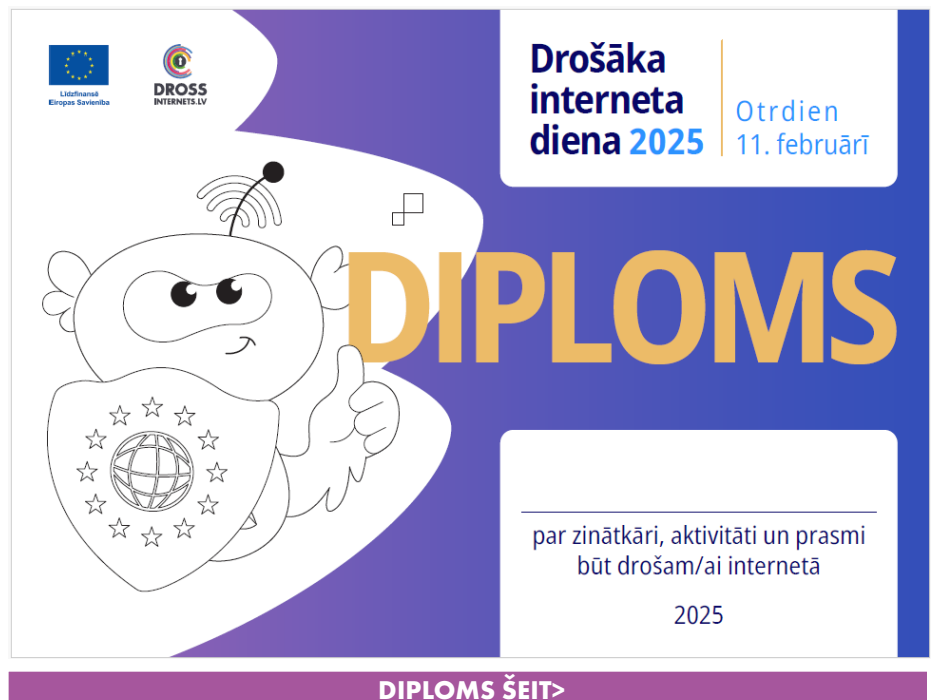 Līdzfinansē
Eiropas Savienība
DROSS
INTERNETS.LV
Drošāka
interneta
diena 2025
Otrdien
11. februārī
DIPLOMS
par zinātkāri, aktivitāti un prasmi
būt drošam/ai internetā
2025
DIPLOMS ŠEIT>